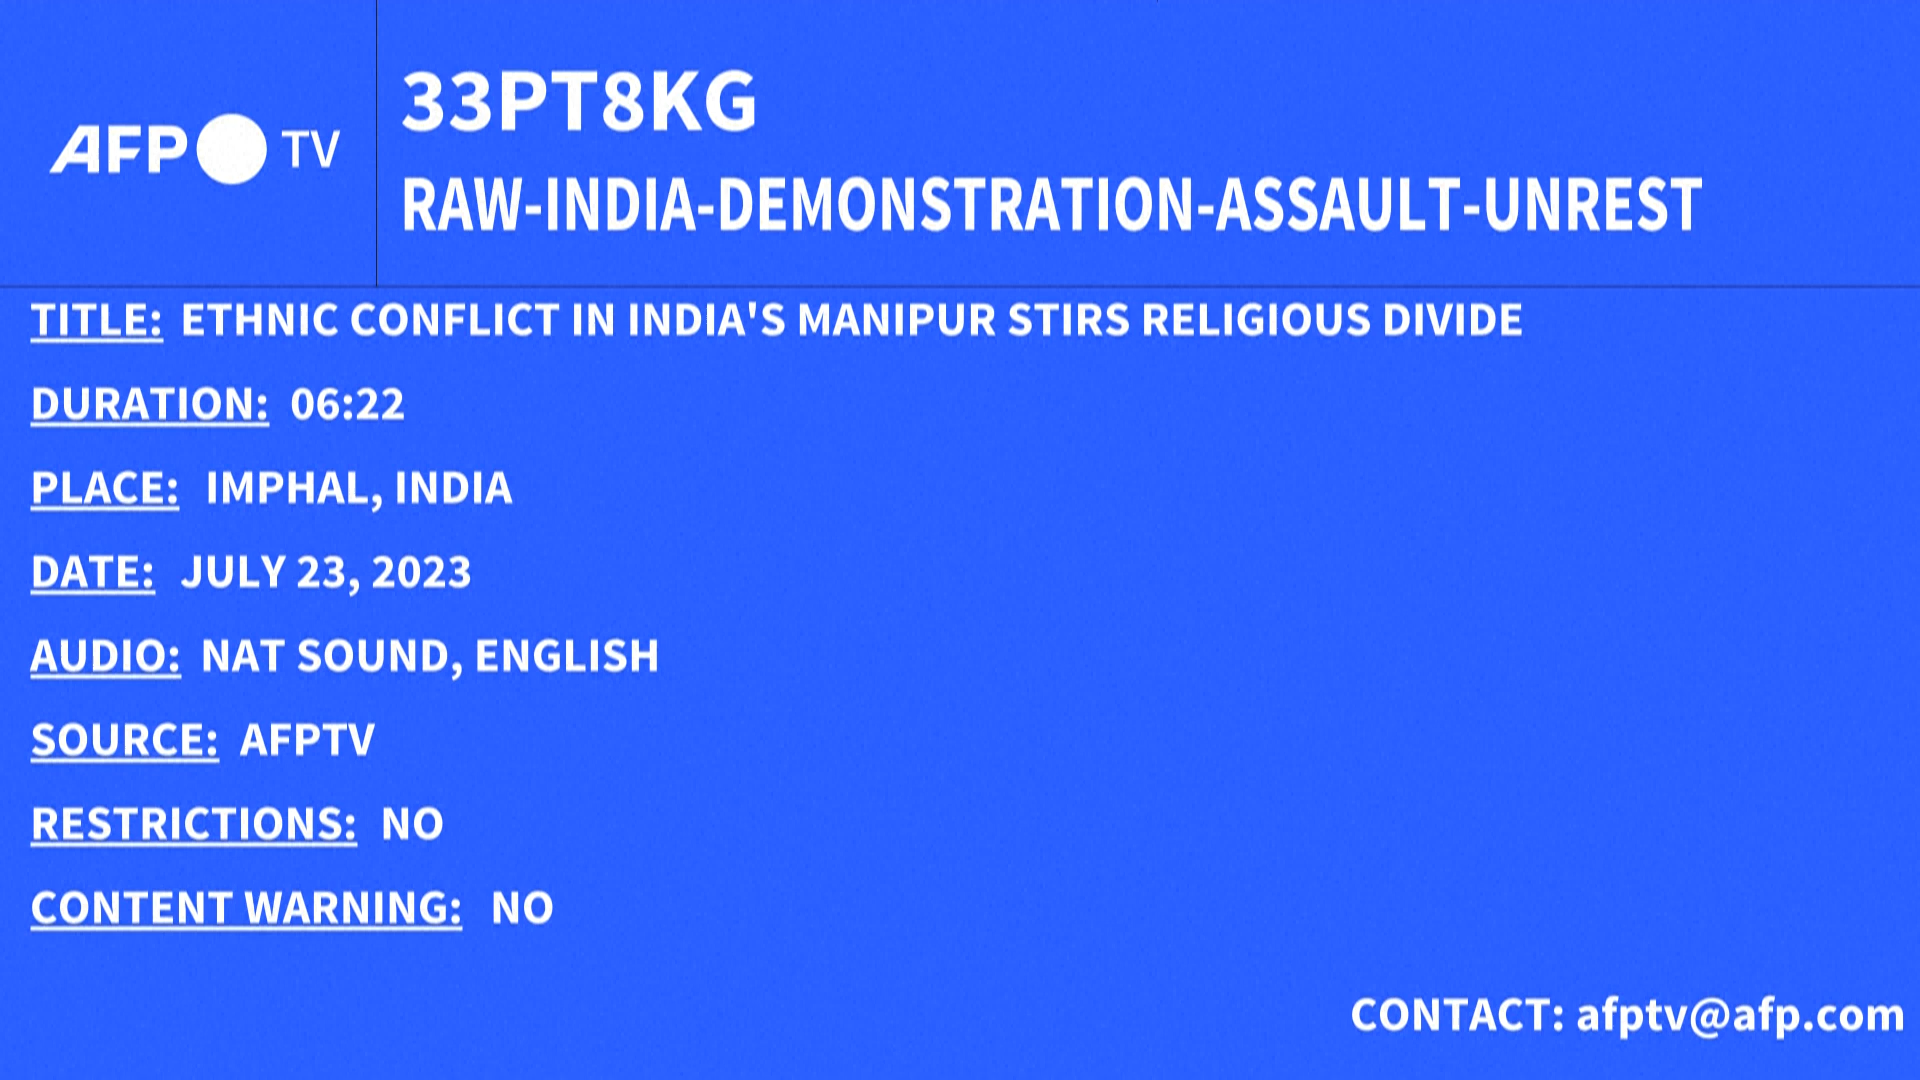 AFP TV
33PT8KG
RAW-INDIA-DEMONSTRATION-ASSAULT-UNREST
TITLE: ETHNIC CONFLICT IN INDIA'S MANIPUR STIRS RELIGIOUS DIVIDE
DURATION: 06:22
PLACE: IMPHAL, INDIA
DATE: JULY 23, 2023
AUDIO: NAT SOUND, ENGLISH
SOURCE: AFPTV
RESTRICTIONS: NO
CONTENT WARNING: NO
CONTACT: afptv@afp.com